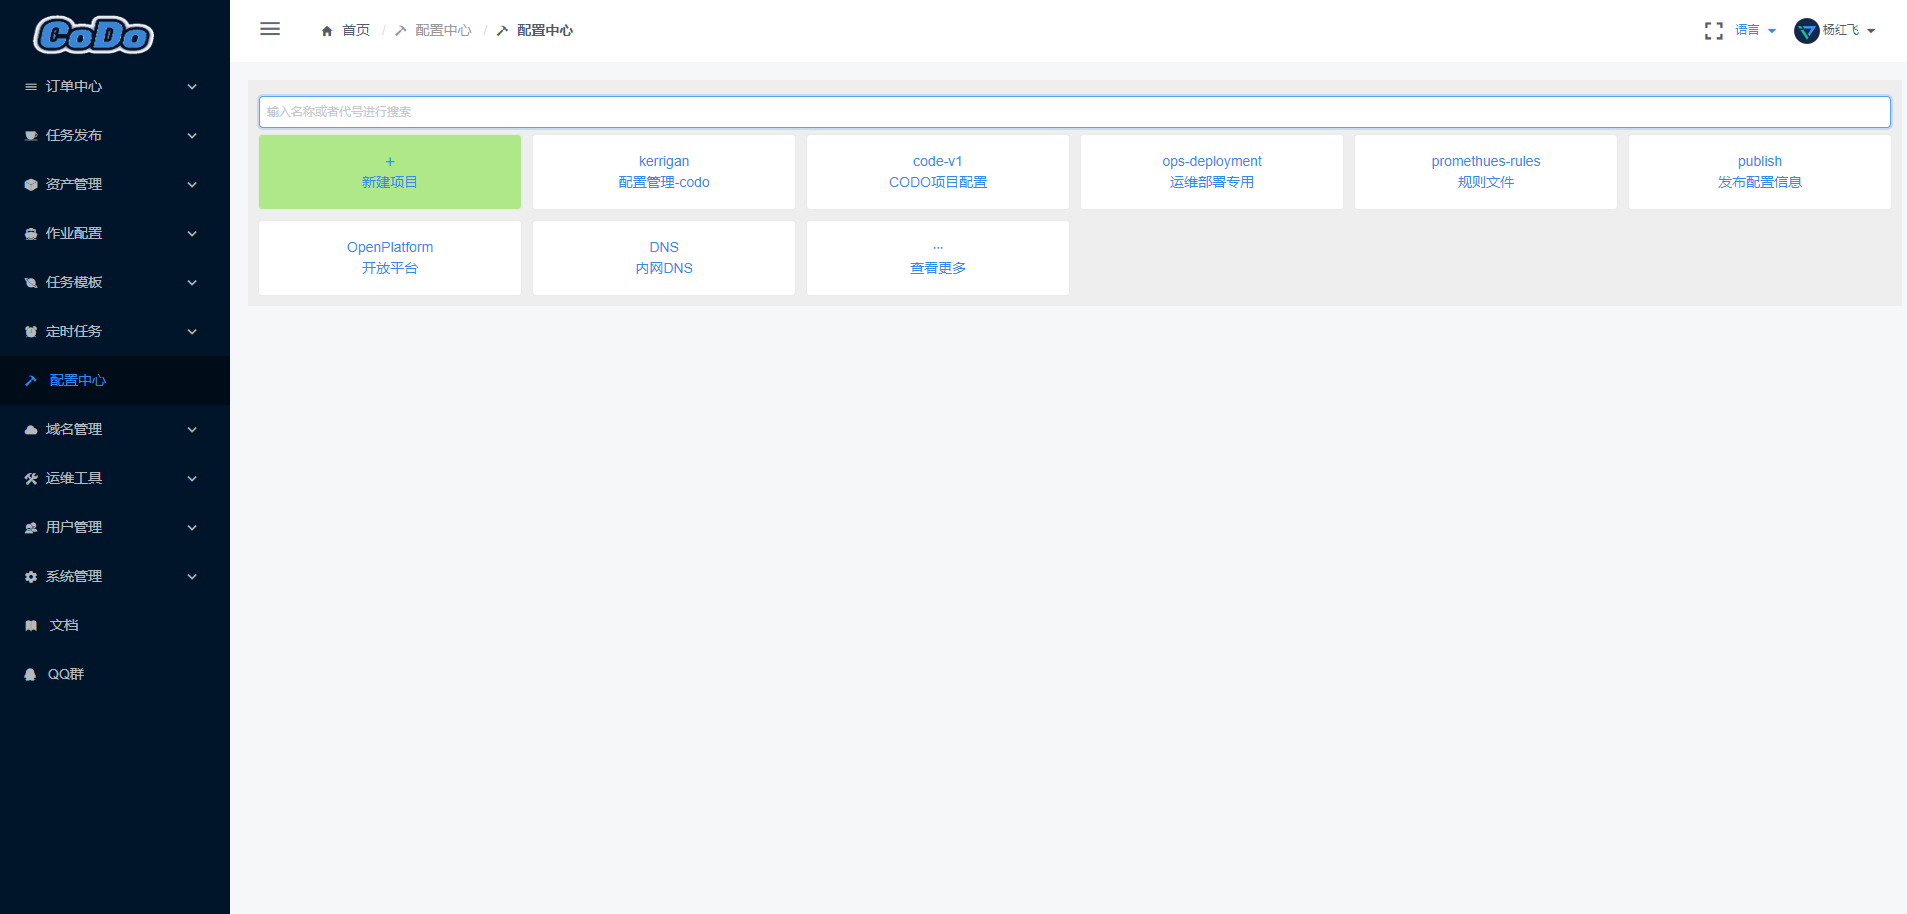 CoDo
订单中心
任务发布
资产管理
作业配置
任务模板
定时任务
配置中心
域名管理
运维工具
用户管理
系统管理
文档
QQ群
首页 / 配置中心 / 配置中心
语言
杨红飞
输入名称或者代号进行搜索
+
新建项目
kerrigan
配置管理-codo
code-v1
CODO项目配置
ops-deployment
运维部署专用
promethues-rules
规则文件
publish
发布配置信息
OpenPlatform
开放平台
DNS
内网DNS
...
查看更多